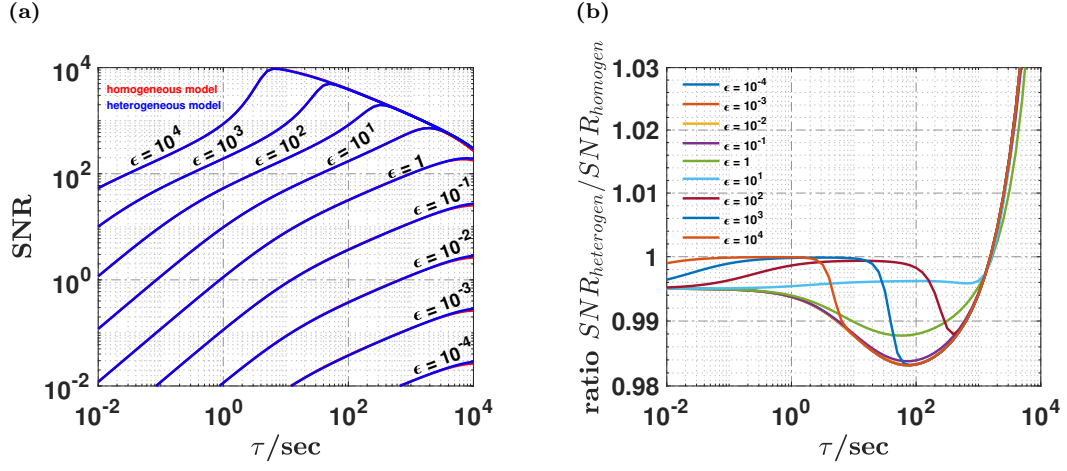 (a)
SNR
10^4
10^2
10^0
10^-2
homogeneous model
heterogeneous model
ϵ = 10^4
ϵ = 10^3
ϵ = 10^2
ϵ = 10^1
ϵ = 1
ϵ = 10^-1
ϵ = 10^-2
ϵ = 10^-3
ϵ = 10^-4
10^-2 10^0 10^2 10^4
τ/sec
(b)
ratio SNR_heterogen/SNR_homogen
1.03
1.02
1.01
1
0.99
0.98
ϵ = 10^-4
ϵ = 10^-3
ϵ = 10^-2
ϵ = 10^-1
ϵ = 1
ϵ = 10^1
ϵ = 10^2
ϵ = 10^3
ϵ = 10^4
10^-2 10^0 10^2 10^4
τ/sec